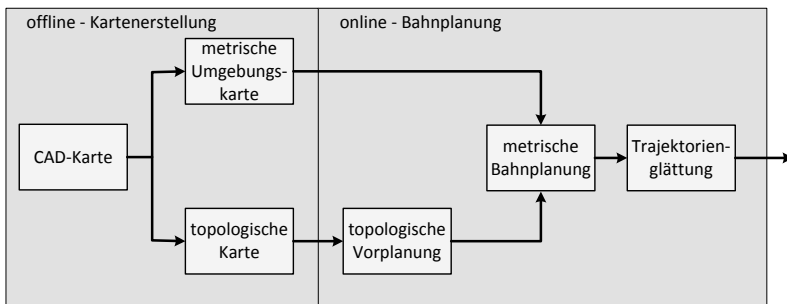 offline - Kartenerstellung
online - Bahnplanung
metrische
Umgebungs-
karte
CAD-Karte
metrische
Bahnplanung
Trajektorien-
glättung
topologische
Karte
topologische
Vorplanung